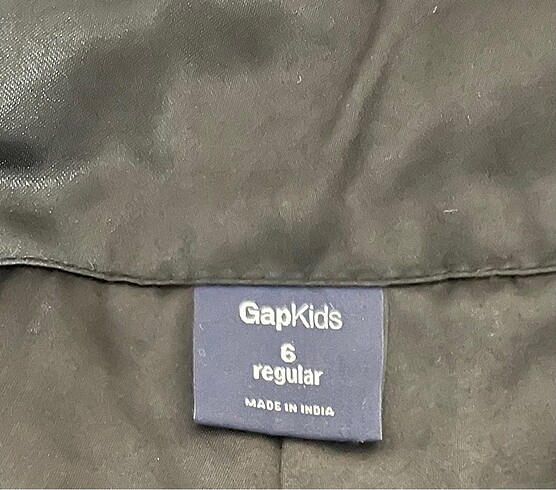 GapKids
6
regular
MADE IN INDIA